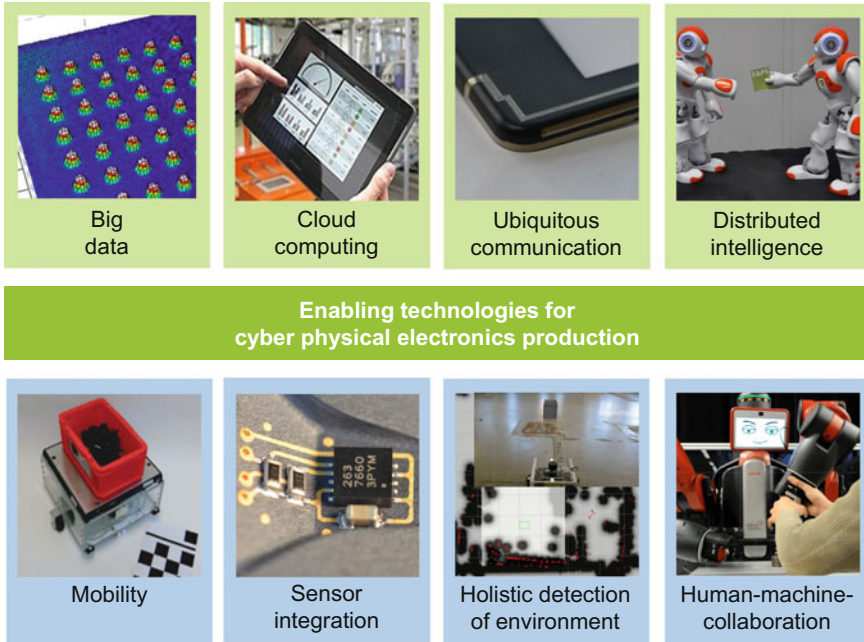 Big
data
Cloud
computing
Ubiquitous
communication
FAPS
Distributed
intelligence
Enabling technologies for
cyber physical electronics production
263
7660
3PYM
Mobility
Sensor
integration
Holistic detection
of environment
Human-machine-
collaboration